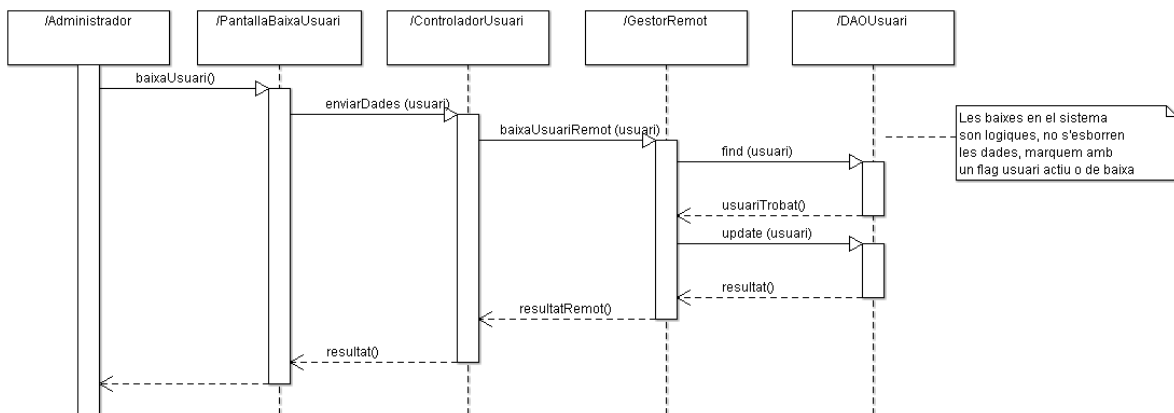 /Administrador
/PantallaBaixaUsuari
/ControladorUsuari
/GestorRemot
/DAOUsuari
baixaUsuari()
enviarDades (usuari)
baixaUsuariRemot (usuari)
find (usuari)
usuariTrobat()
update (usuari)
resultat()
resultatRemot()
resultat()
Les baixes en el sistema
son logiques, no s'esborren
les dades, marquem amb
un flag usuari actiu o de baixa